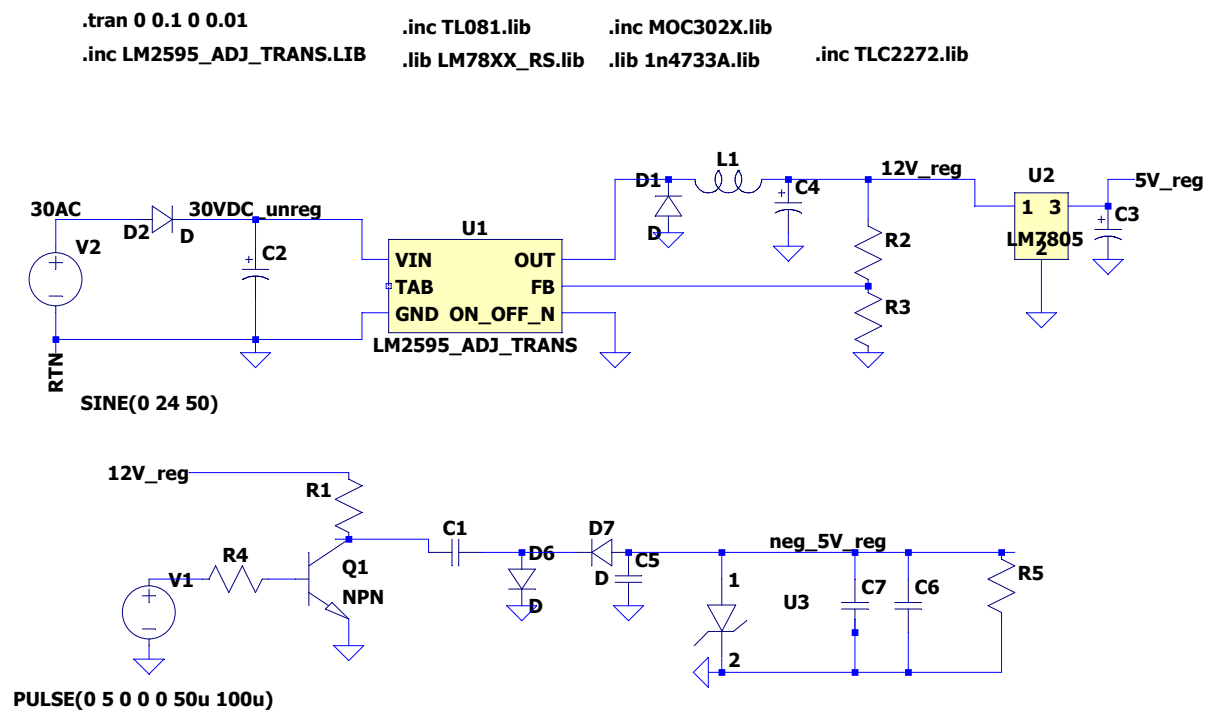 .tran 0 0.1 0 0.01
.inc TL081.lib
.inc MOC302X.lib
.inc LM2595_ADJ_TRANS.LIB
.lib LM78XX_RS.lib
.lib 1n4733A.lib
.inc TLC2272.lib
L1
12V_reg
U2
D1
C4
5V_reg
30AC
30VDC_unreg
1 3
C3
D2
D
U1
D
LM7805
2
V2
C2
R2
VIN
OUT
TAB
FB
GND
ON_OFF_N
R3
LM2595_ADJ_TRANS
RTN
SINE(0 24 50)
12V_reg
R1
C1
D6
D7
neg_5V_reg
R4
V1
Q1
NPN
D
D
C5
1
U3
C7
C6
R5
2
PULSE(0 5 0 0 0 50u 100u)